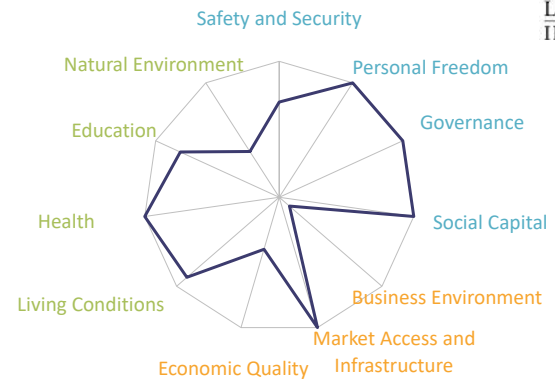 Safety and Security
Natural Environment
Personal Freedom
Education
Governance
Health
Social Capital
Living Conditions
Business Environment
Market Access and
Infrastructure
Economic Quality